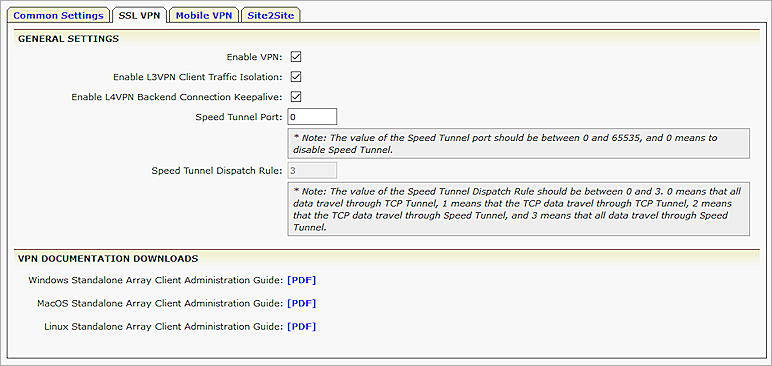 Common Settings SSL VPN Mobile VPN Site2Site
GENERAL SETTINGS
Enable VPN:
Enable L3VPN Client Traffic Isolation:
Enable L4VPN Backend Connection Keepalive:
Speed Tunnel Port: 0
* Note: The value of the Speed Tunnel port should be between 0 and 65535, and 0 means to
disable Speed Tunnel.
Speed Tunnel Dispatch Rule: 3
* Note: The value of the Speed Tunnel Dispatch Rule should be between 0 and 3. 0 means that all
data travel through TCP Tunnel, 1 means that the TCP data travel through TCP Tunnel, 2 means
that the TCP data travel through Speed Tunnel, and 3 means that all data travel through Speed
Tunnel.
VPN DOCUMENTATION DOWNLOADS
Windows Standalone Array Client Administration Guide: [PDF]
MacOS Standalone Array Client Administration Guide: [PDF]
Linux Standalone Array Client Administration Guide: [PDF]